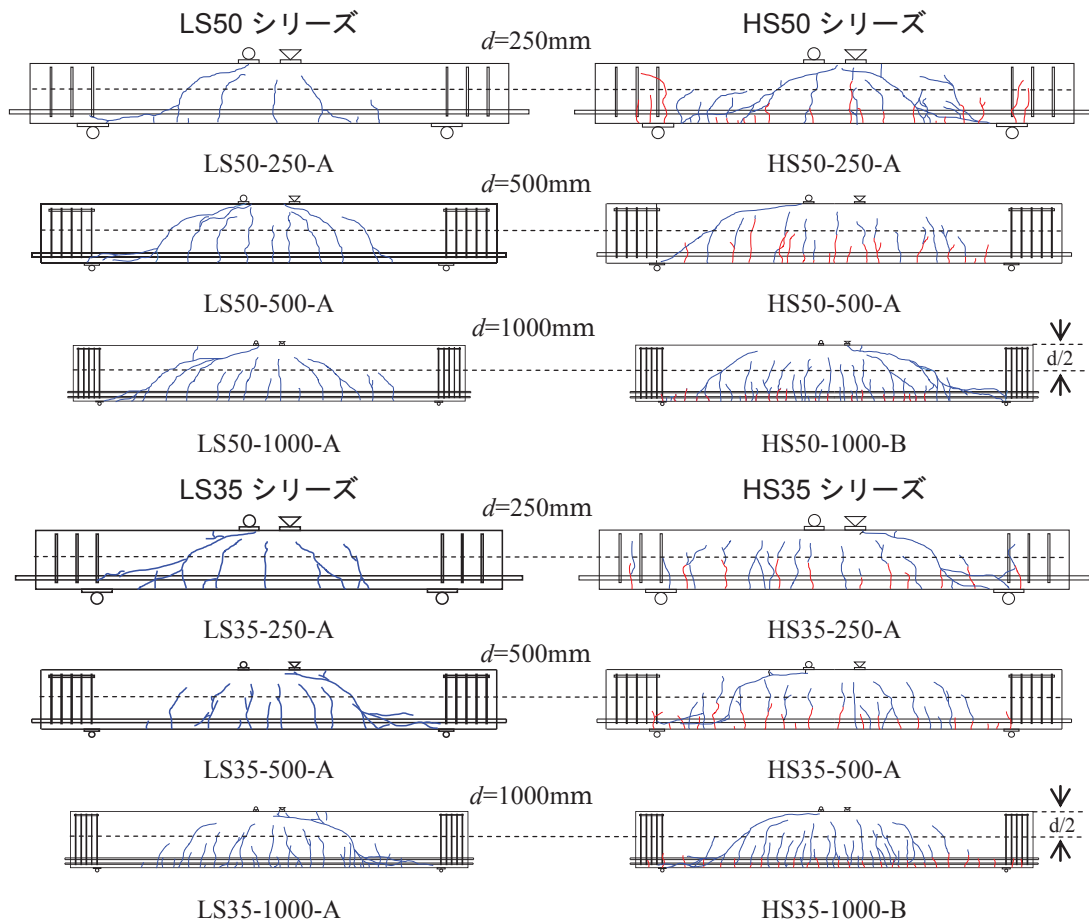 LS50 シリーズ
HS50 シリーズ
d=250mm
LS50-250-A
HS50-250-A
d=500mm
LS50-500-A
HS50-500-A
d=1000mm
d/2
LS50-1000-A
HS50-1000-B
LS35 シリーズ
HS35 シリーズ
d=250mm
LS35-250-A
HS35-250-A
d=500mm
LS35-500-A
HS35-500-A
d=1000mm
d/2
LS35-1000-A
HS35-1000-B